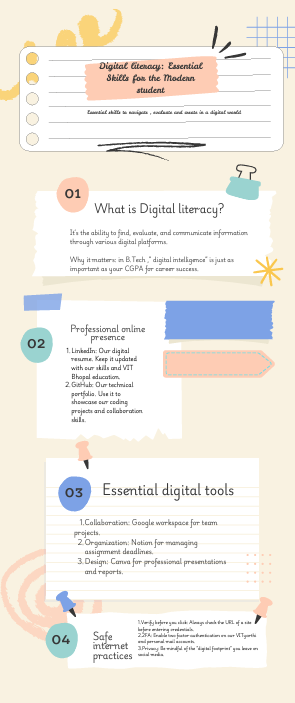 Digital literacy: Essential
Skills for the Modern
student
Essential skills to navigate , evaluate and create in a digital world
01
What is Digital literacy?
It's the ability to find, evaluate, and communicate information
through various digital platforms.
Why it matters: in B.Tech ," digital intelligence" is just as
important as your CGPA for career success.
02
Professional online
presence
1. LinkedIn: Our digital
resume. Keep it updated
with our skills and VIT
Bhopal education.
2. GitHub: Our technical
portfolio. Use it to
showcase our coding
projects and collaboration
skills.
03
Essential digital tools
1.Collaboration: Google workspace for team
projects.
2. Organization: Notion for managing
assignment deadlines.
3. Design: Canva for professional presentations
and reports.
04
Safe
internet
practices
1.Verify before you click: Always check the URL of a site
before entering credentials.
2.2FA: Enable two factor authentication on our VIT
and personal mail accounts.
3.Privacy: Be mindful of the "digital footprint" you leave on
social media.